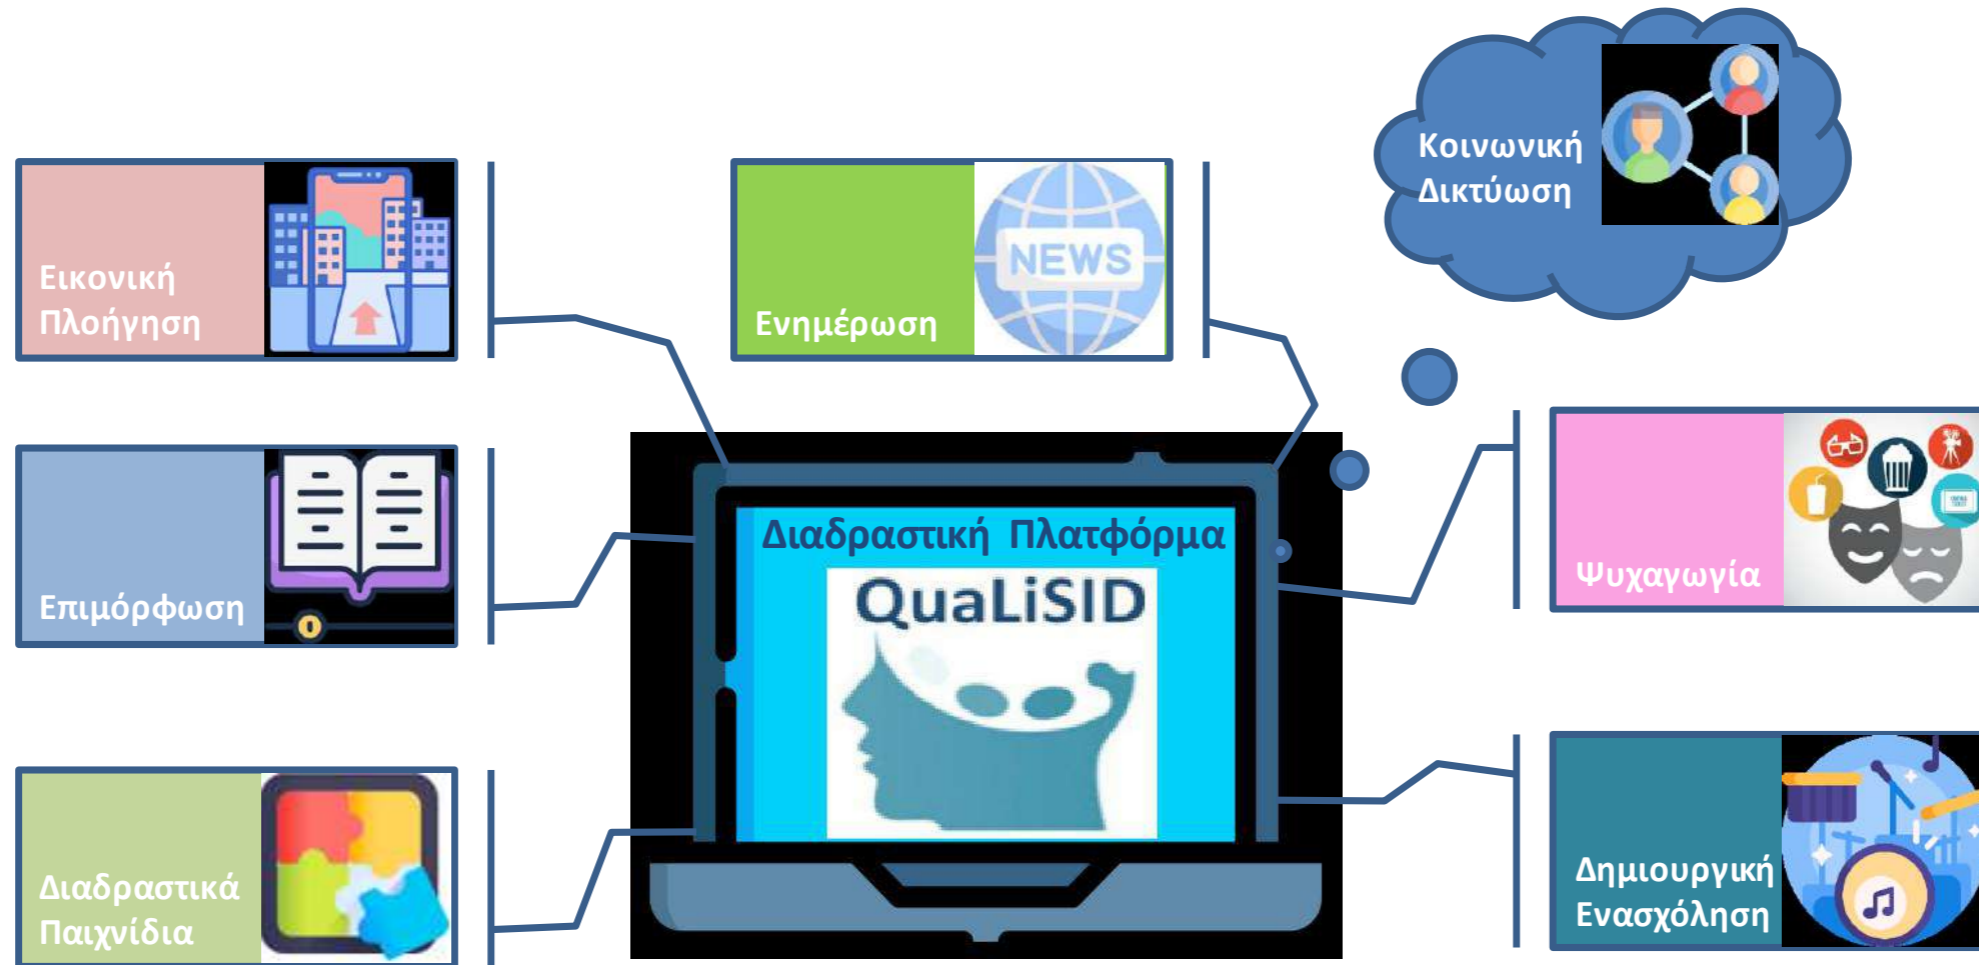 Κοινωνική
Δικτύωση
Εικονική
Πλοήγηση
Ενημέρωση
NEWS
Επιμόρφωση
Διαδραστική Πλατφόρμα
QuaLiSID
Ψυχαγωγία
Διαδραστικά
Παιχνίδια
Δημιουργική
Ενασχόληση